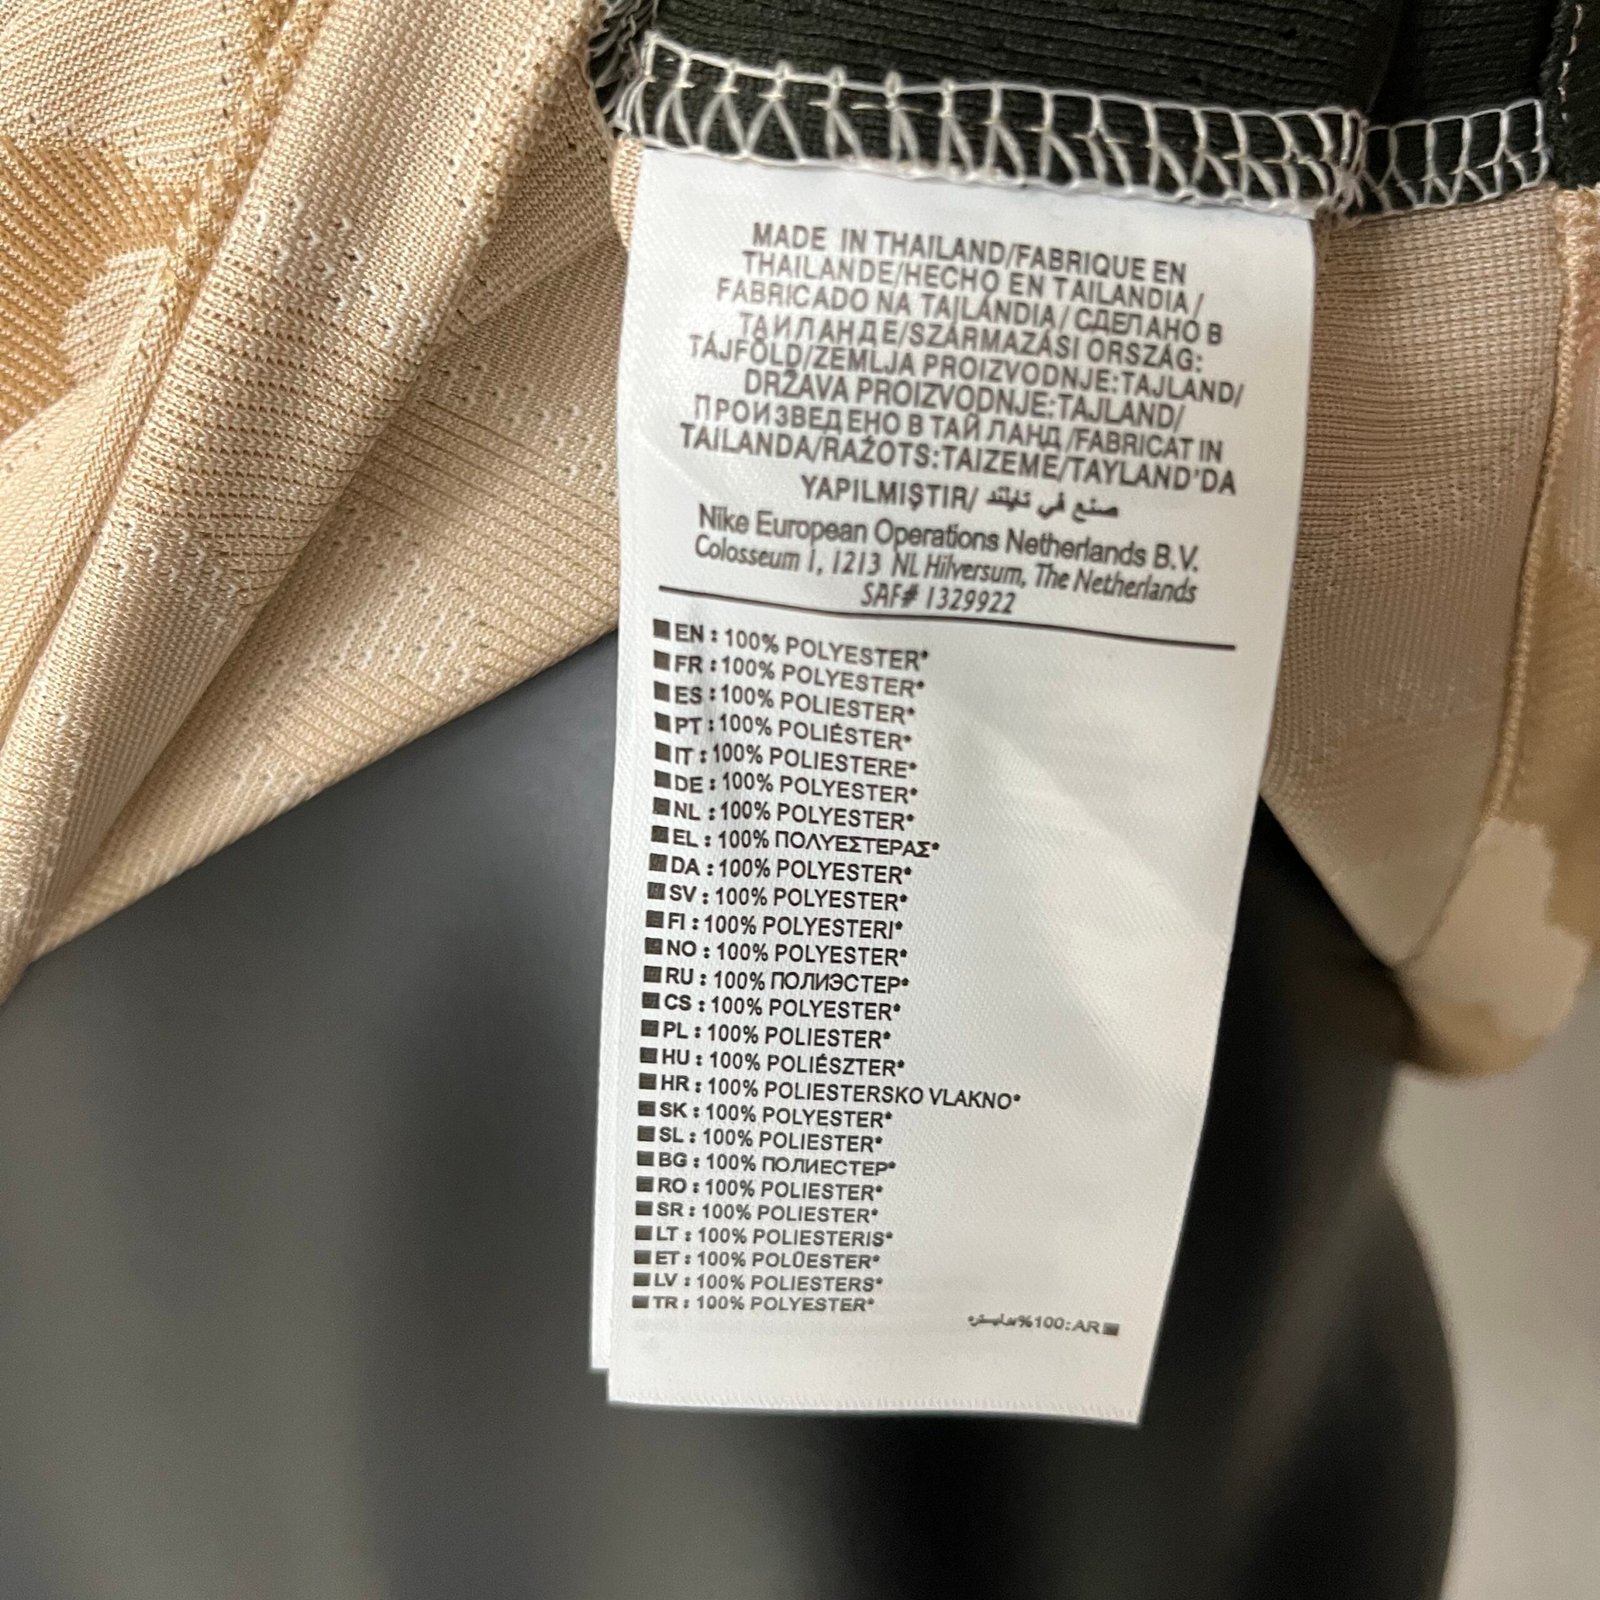 MADE IN THAILAND/FABRIQUE EN
THAILANDE/HECHO EN TAILANDIA/
FABRICADO NA TAILÂNDIA/СДЕЛАНО В
ТАИЛАНДЕ/SZÁRMAZÁSI ORSZÁG:
TÁJFÖLD/ZEMLJA PROIZVODNJE:TAJLAND/
DRŽAVA PROIZVODNJE:TAJLAND/
ПРОИЗВЕДЕНО В ТАЙЛАНД/FABRICAT IN
TAILANDA/RAŽOTS:TAIZEME/TAYLAND'DA
YAPILMIŞTIR/ صنع في تايلند
Nike European Operations Netherlands B.V.
Colosseum 1, 1213 NL Hilversum, The Netherlands
SAF# 1329922
EN : 100% POLYESTER*
FR : 100% POLYESTER*
ES : 100% POLIESTER*
PT : 100% POLIÉSTER*
IT : 100% POLIESTERE*
DE : 100% POLYESTER*
NL : 100% POLYESTER*
EL : 100% ΠΟΛΥΕΣΤΕΡΑΣ*
DA : 100% POLYESTER*
SV : 100% POLYESTER*
FI : 100% POLYESTERI*
NO : 100% POLYESTER*
RU : 100% ПОЛИЭСТЕР*
CS : 100% POLYESTER*
PL : 100% POLIESTER*
HU : 100% POLIÉSZTER*
HR : 100% POLIESTERSKO VLAKNO*
SK : 100% POLYESTER*
SL : 100% POLIESTER*
BG : 100% ПОЛИЕСТЕР*
RO : 100% POLIESTER*
SR : 100% POLIESTER*
LT : 100% POLIESTERIS*
ET : 100% POLÜESTER*
LV : 100% POLIESTERS*
TR : 100% POLYESTER*
AR:100% بوليستر*